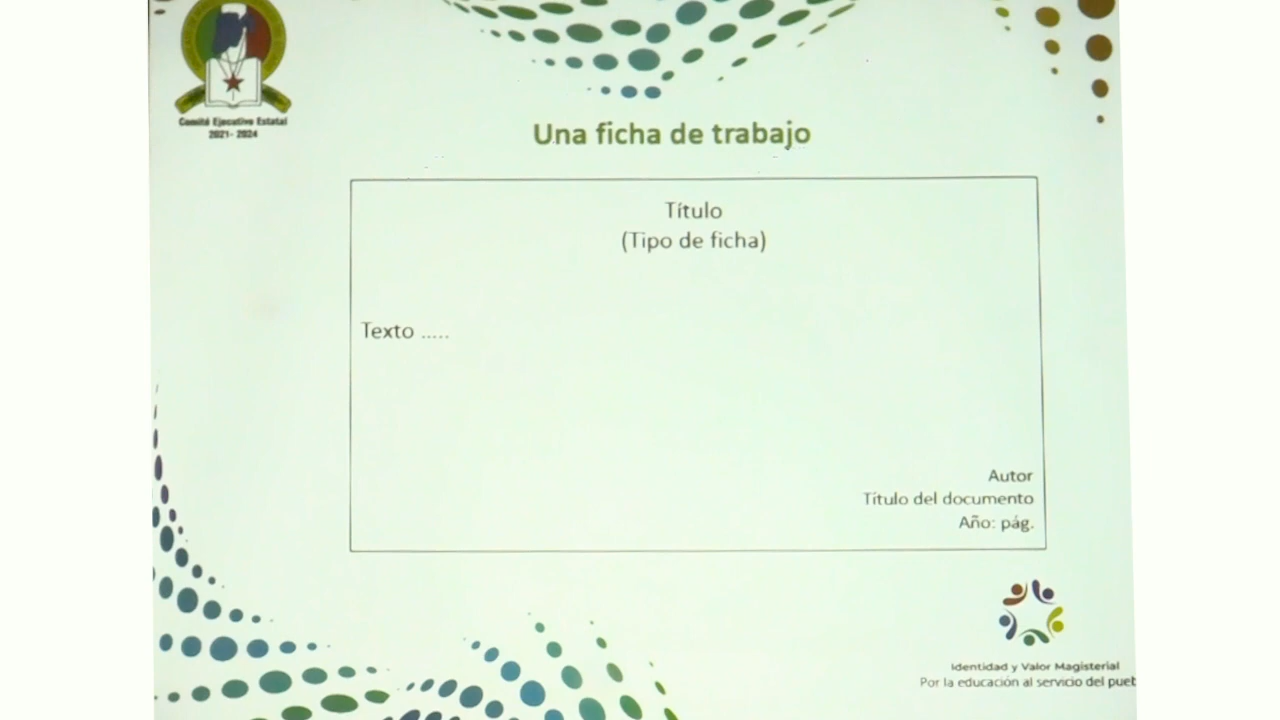 Comité Ejecutivo Estatal
2021- 2024
Una ficha de trabajo
Título
(Tipo de ficha)
Texto .....
Autor
Título del documento
Año: pág.
Identidad y Valor Magisterial
Por la educación al servicio del pueb